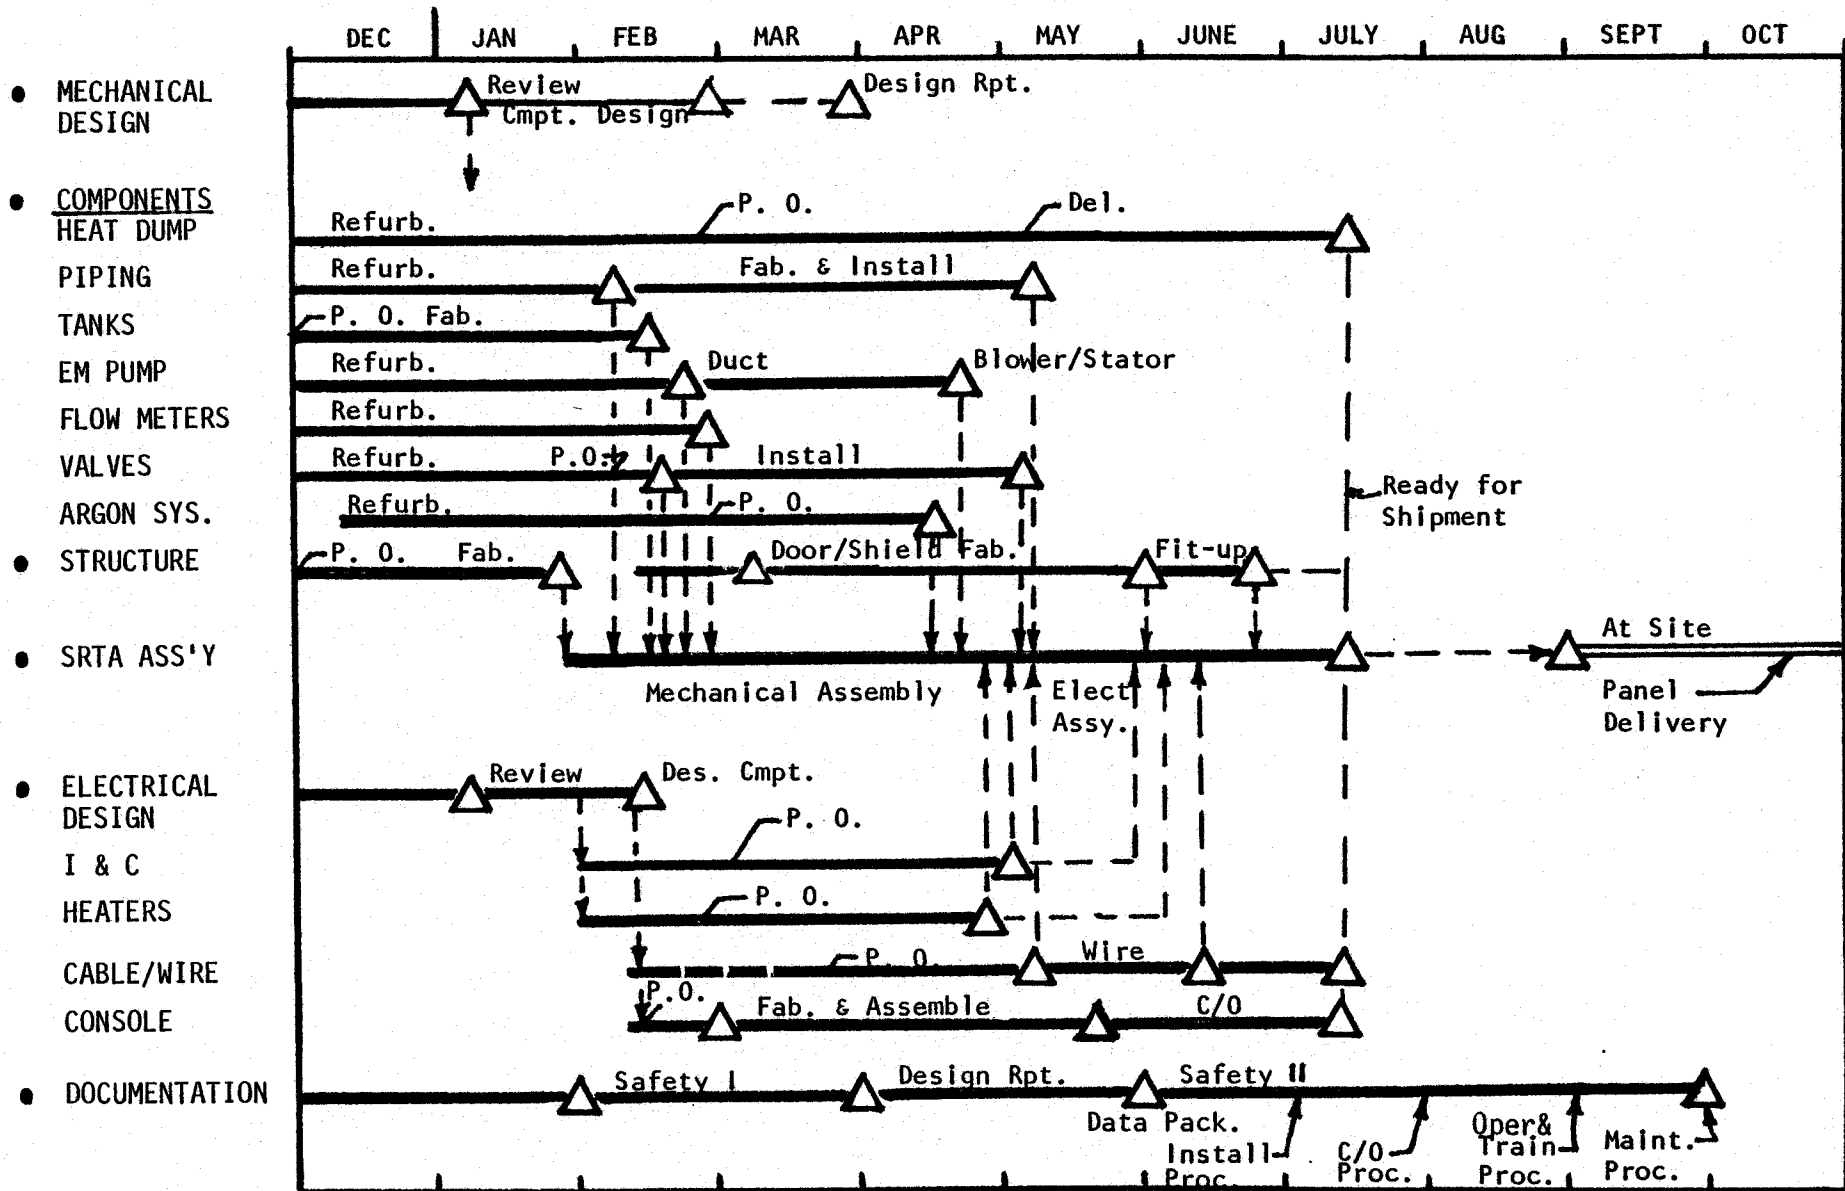 DEC JAN FEB MAR APR MAY JUNE JULY AUG SEPT OCT
• MECHANICAL DESIGN
Review
Cmpt. Design
Design Rpt.
• COMPONENTS
HEAT DUMP
Refurb.
P. O.
Del.
PIPING
Refurb.
Fab. & Install
TANKS
P. O. Fab.
EM PUMP
Refurb.
Duct
Blower/Stator
FLOW METERS
Refurb.
VALVES
Refurb.
P.O.
Install
ARGON SYS.
Refurb.
P. O.
Ready for
Shipment
• STRUCTURE
P. O. Fab.
Door/Shield Fab.
Fit-up
• SRTA ASS'Y
Mechanical Assembly
Elect
Assy.
At Site
Panel
Delivery
• ELECTRICAL
DESIGN
Review
Des. Cmpt.
I & C
P. O.
HEATERS
P. O.
CABLE/WIRE
P. O.
Wire
CONSOLE
P.O.
Fab. & Assemble
C/O
• DOCUMENTATION
Safety I
Design Rpt.
Safety II
Data Pack.
Install
Proc.
C/O
Proc.
Oper&
Train
Proc.
Maint.
Proc.